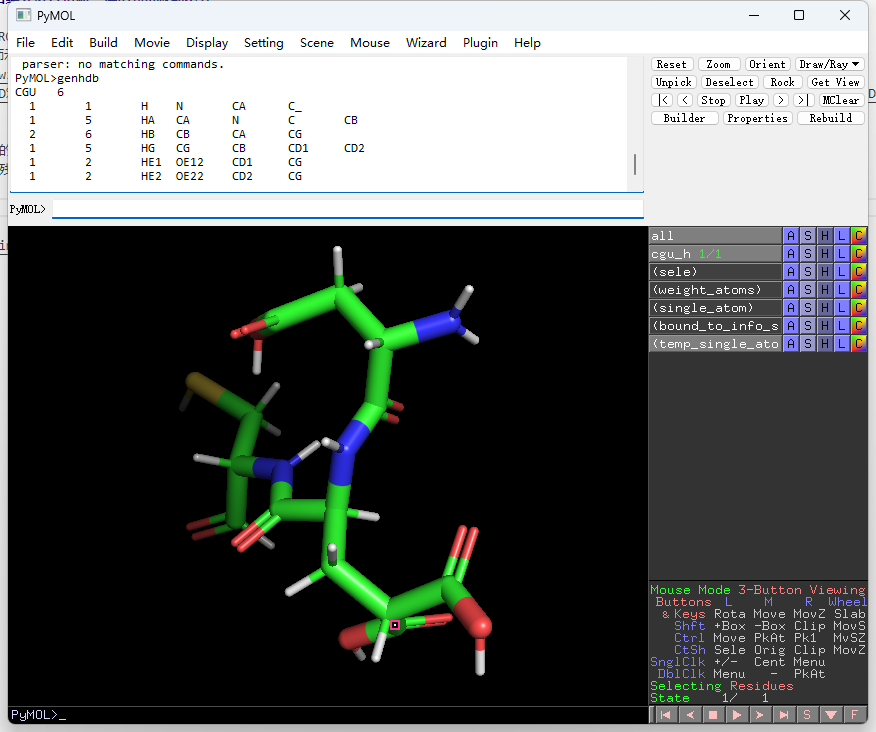 PyMOL
File Edit Build Movie Display Setting Scene Mouse Wizard Plugin Help
parser: no matching commands.
PyMOL>genhdb
CGU 6
1 1 H N CA C_
1 5 HA CA N C CB
2 6 HB CB CA CG
1 5 HG CG CB CD1 CD2
1 2 HE1 OE12 CD1 CG
1 2 HE2 OE22 CD2 CG
PyMOL>
Reset Zoom Orient Draw/Ray
Unpick Deselect Rock Get View
|< < Stop Play > >| MClear
Builder Properties Rebuild
all A S H L C
cgu_h 1/1 A S H L C
(sele) A S H L C
(weight_atoms) A S H L C
(single_atom) A S H L C
(bound_to_info_s A S H L C
(temp_single_ato A S H L C
Mouse Mode 3-Button Viewing
Buttons L M R Wheel
& Keys Rota Move MovZ Slab
Shft +Box -Box Clip MovS
Ctrl Move PkAt Pk1 MvSZ
CtSh Sele Orig Clip MovZ
SnglClk +/- Cent Menu
DblClk Menu - PkAt
Selecting Residues
State 1/ 1
PyMOL>_
S F